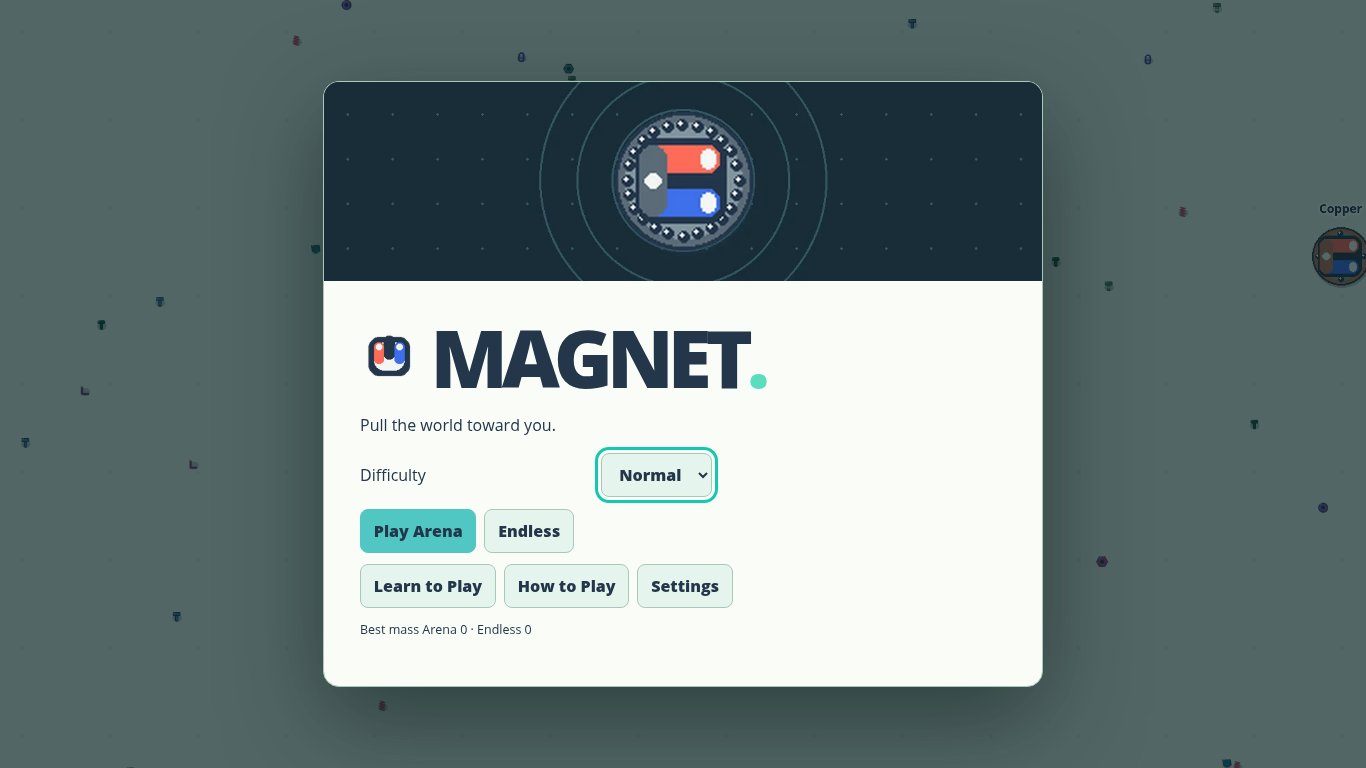 Copper
MAGNET.
Pull the world toward you.
Difficulty
Normal
Play Arena
Endless
Learn to Play
How to Play
Settings
Best mass Arena 0 · Endless 0